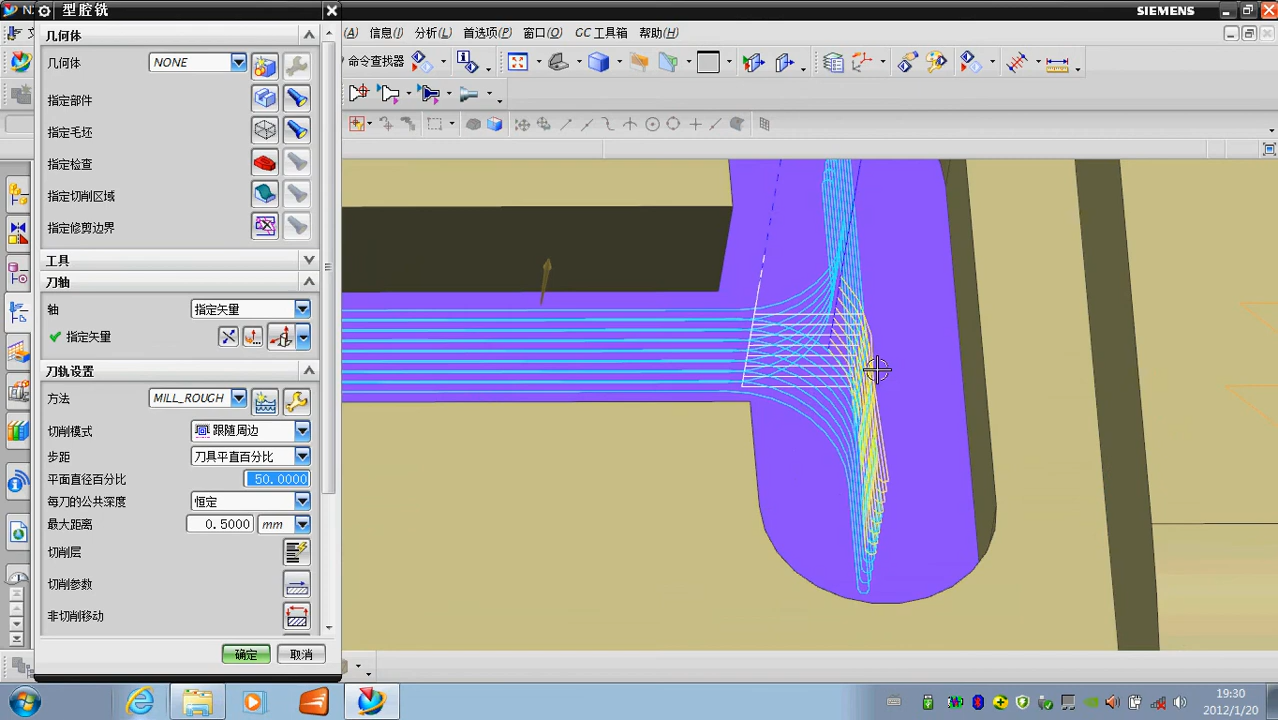 型腔铣
SIEMENS
(A) 信息(I) 分析(L) 首选项(P) 窗口(O) GC 工具箱 帮助(H)
命令查找器
几何体
几何体 NONE
指定部件
指定毛坯
指定检查
指定切削区域
指定修剪边界
工具
刀轴
轴 指定矢量
指定矢量
刀轨设置
方法 MILL_ROUGH
切削模式 跟随周边
步距 刀具平直百分比
平面直径百分比 50.0000
每刀的公共深度 恒定
最大距离 0.5000 mm
切削层
切削参数
非切削移动
确定 取消
19:30
2012/1/20